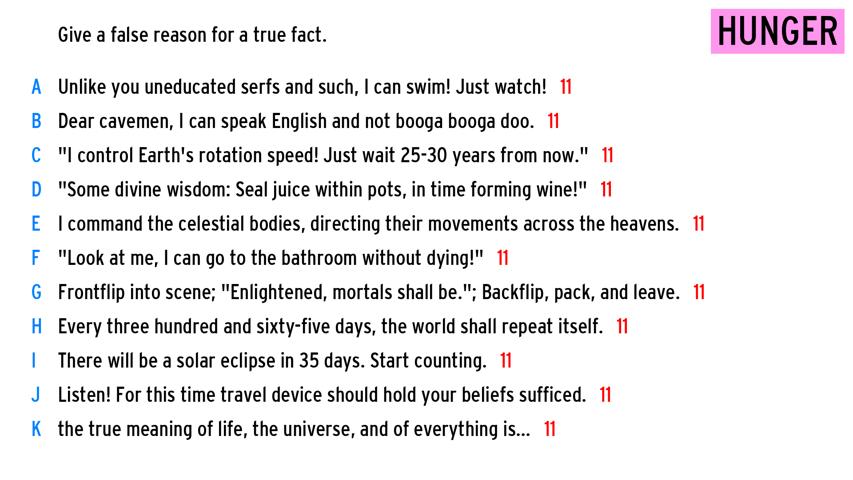 Give a false reason for a true fact.
HUNGER
A Unlike you uneducated serfs and such, I can swim! Just watch! 11
B Dear cavemen, I can speak English and not booga booga doo. 11
C "I control Earth's rotation speed! Just wait 25-30 years from now." 11
D "Some divine wisdom: Seal juice within pots, in time forming wine!" 11
E I command the celestial bodies, directing their movements across the heavens. 11
F "Look at me, I can go to the bathroom without dying!" 11
G Frontflip into scene; "Enlightened, mortals shall be."; Backflip, pack, and leave. 11
H Every three hundred and sixty-five days, the world shall repeat itself. 11
I There will be a solar eclipse in 35 days. Start counting. 11
J Listen! For this time travel device should hold your beliefs sufficed. 11
K the true meaning of life, the universe, and of everything is... 11